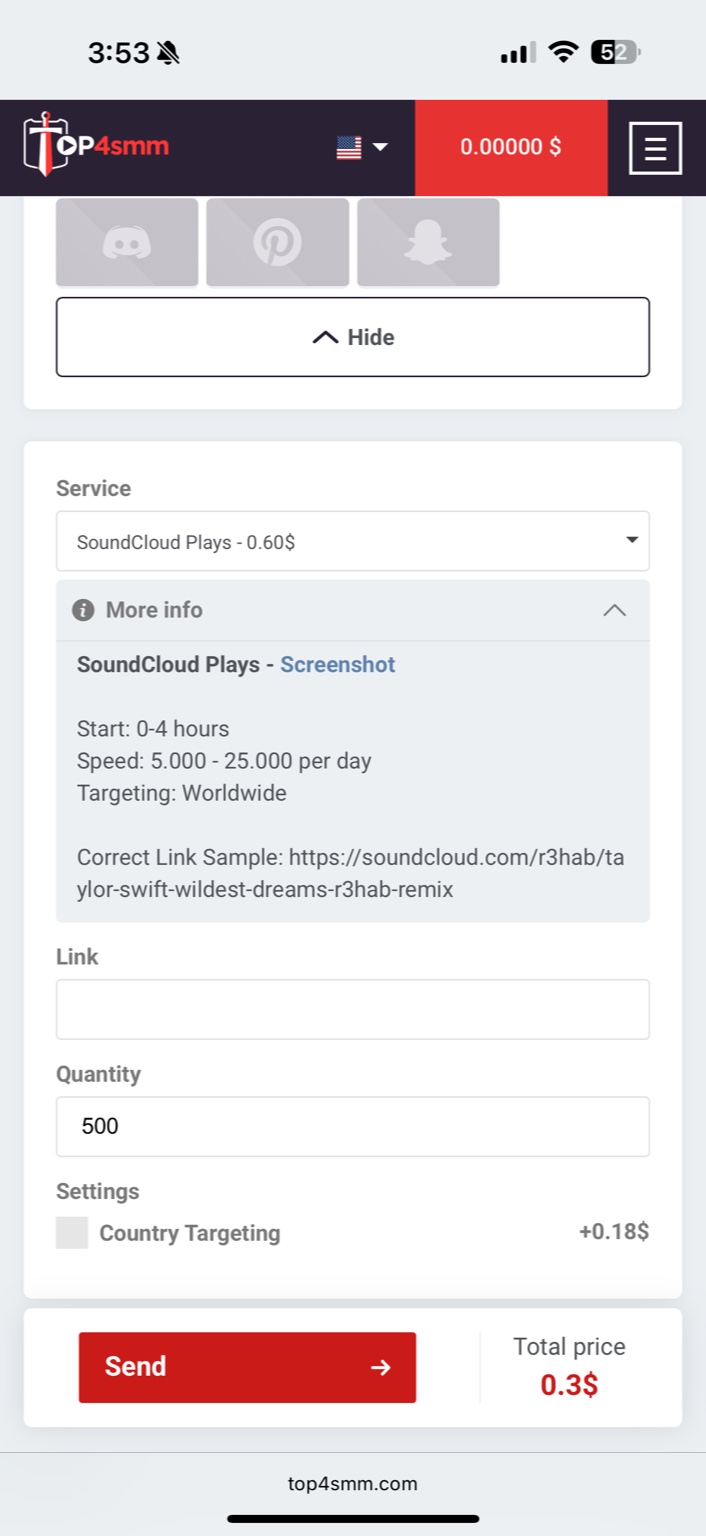 3:53
52
TOP4smm
0.00000 $
Hide
Service
SoundCloud Plays - 0.60$
More info
SoundCloud Plays - Screenshot
Start: 0-4 hours
Speed: 5.000 - 25.000 per day
Targeting: Worldwide
Correct Link Sample: https://soundcloud.com/r3hab/ta
ylor-swift-wildest-dreams-r3hab-remix
Link
Quantity
500
Settings
Country Targeting
+0.18$
Send
Total price
0.3$
top4smm.com